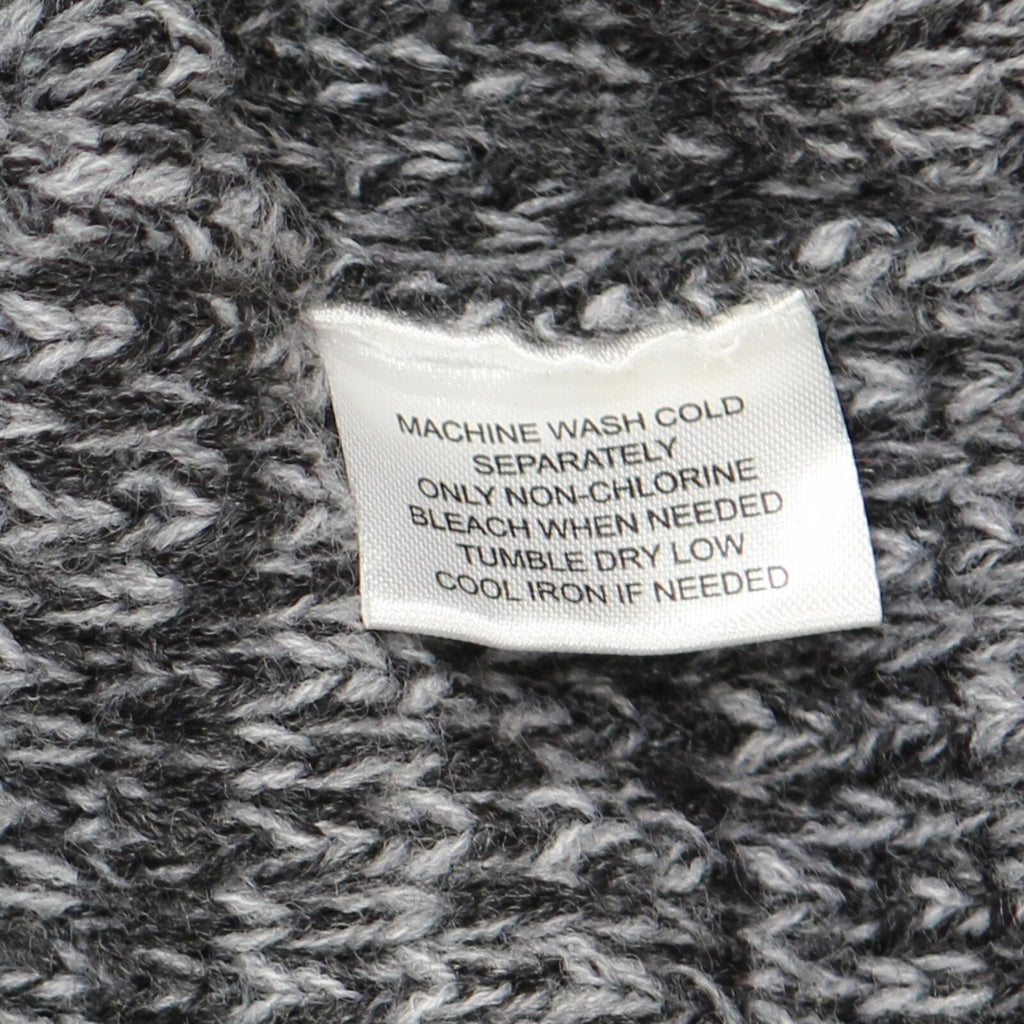 MACHINE WASH COLD
SEPARATELY
ONLY NON-CHLORINE
BLEACH WHEN NEEDED
TUMBLE DRY LOW
COOL IRON IF NEEDED